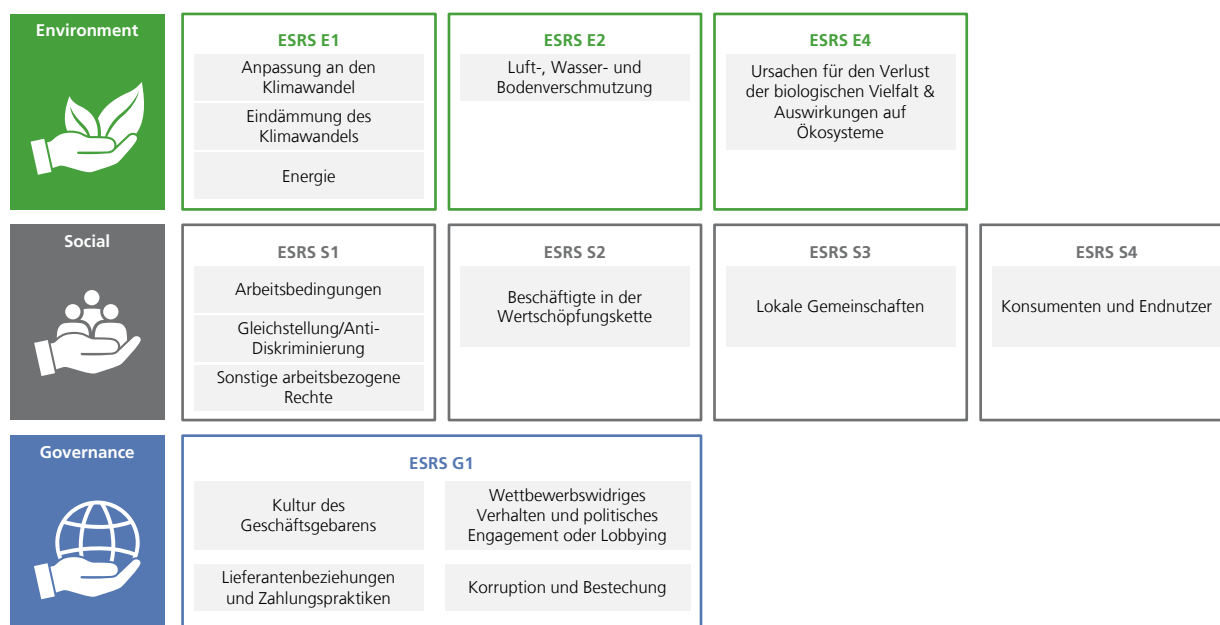 Environment
ESRS E1
Anpassung an den
Klimawandel
Eindämmung des
Klimawandels
Energie
ESRS E2
Luft-, Wasser- und
Bodenverschmutzung
ESRS E4
Ursachen für den Verlust
der biologischen Vielfalt &
Auswirkungen auf
Ökosysteme
Social
ESRS S1
Arbeitsbedingungen
Gleichstellung/Anti-
Diskriminierung
Sonstige arbeitsbezogene
Rechte
ESRS S2
Beschäftigte in der
Wertschöpfungskette
ESRS S3
Lokale Gemeinschaften
ESRS S4
Konsumenten und Endnutzer
Governance
ESRS G1
Kultur des
Geschäftsgebarens
Wettbewerbswidriges
Verhalten und politisches
Engagement oder Lobbying
Lieferantenbeziehungen
und Zahlungspraktiken
Korruption und Bestechung